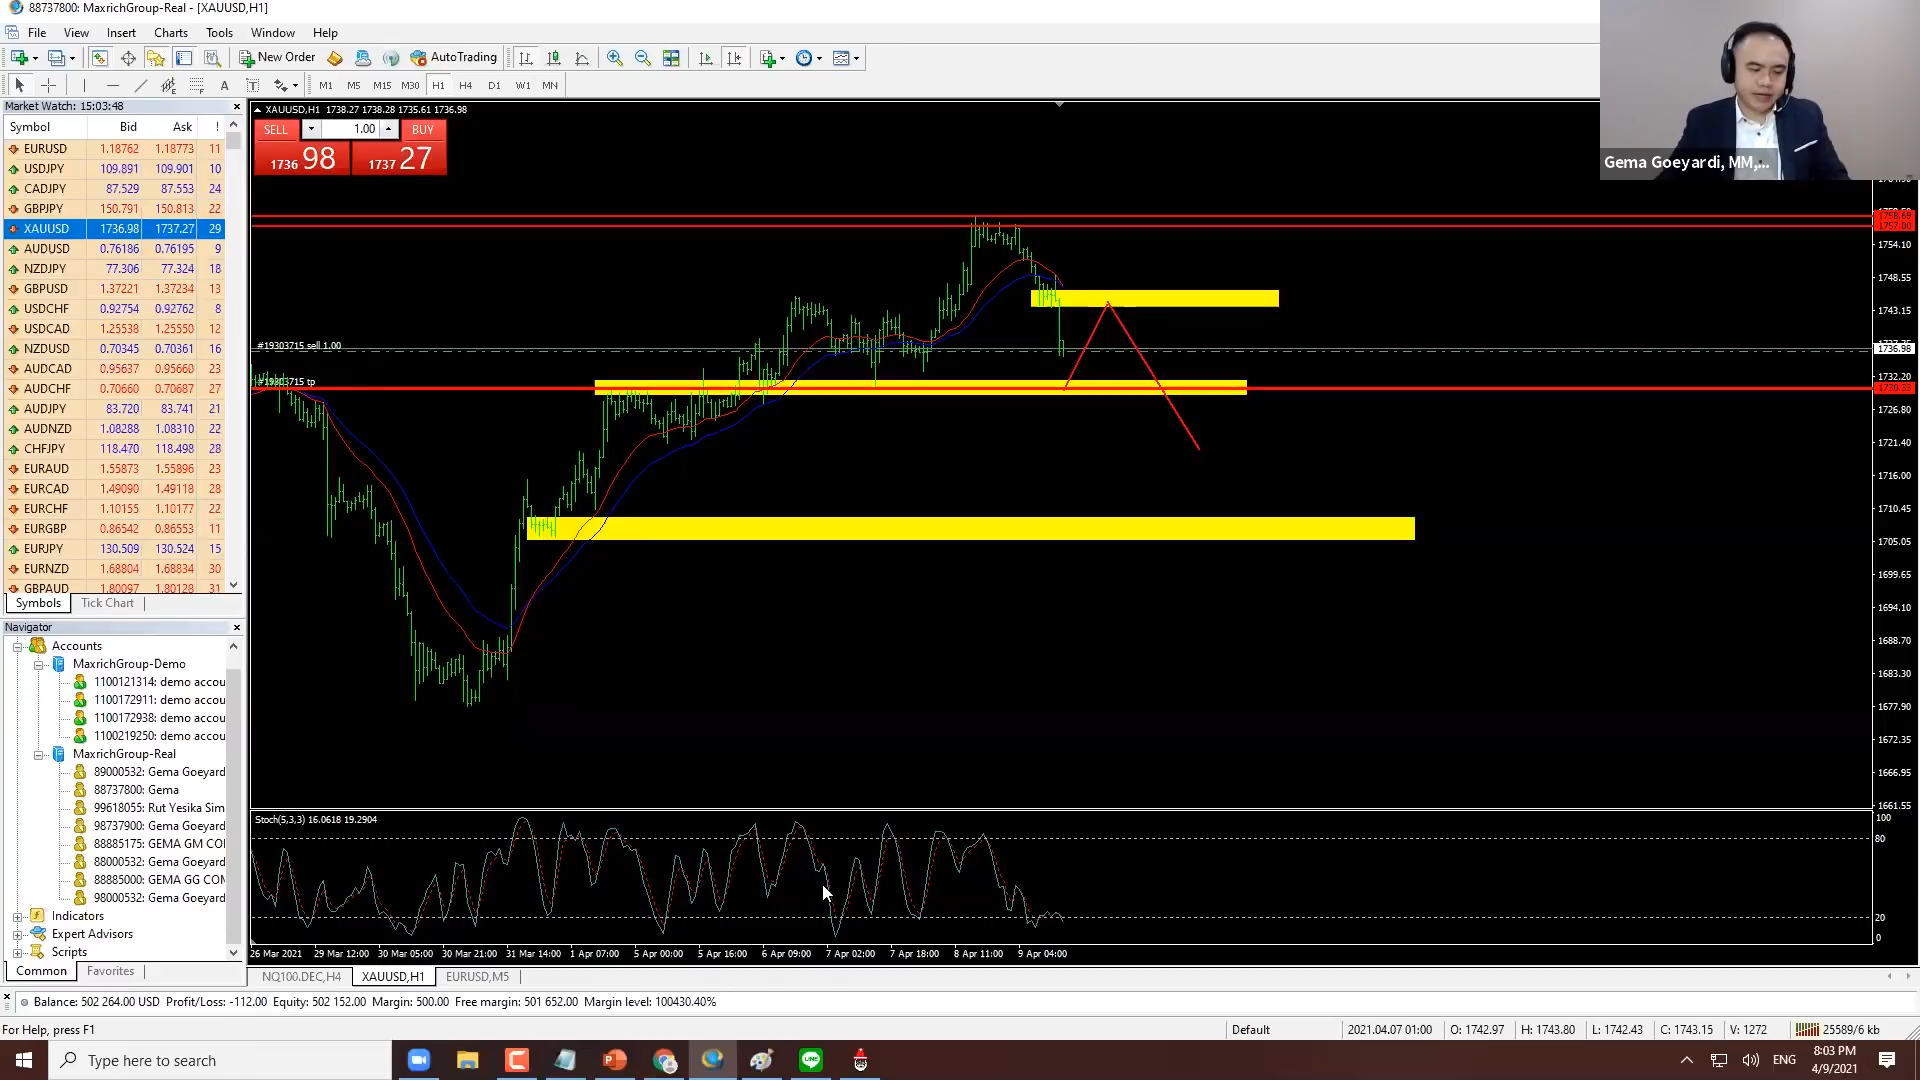 88737800: MaxrichGroup-Real - [XAUUSD,H1]
File View Insert Charts Tools Window Help
New Order AutoTrading
M1 M5 M15 M30 H1 H4 D1 W1 MN
Market Watch: 15:03:48
Symbol Bid Ask !
EURUSD 1.18762 1.18773 11
USDJPY 109.891 109.901 10
CADJPY 87.529 87.553 24
GBPJPY 150.791 150.813 22
XAUUSD 1736.98 1737.27 29
AUDUSD 0.76186 0.76195 9
NZDJPY 77.306 77.324 18
GBPUSD 1.37221 1.37234 13
USDCHF 0.92754 0.92762 8
USDCAD 1.25538 1.25550 12
NZDUSD 0.70345 0.70361 16
AUDCAD 0.95637 0.95660 23
AUDCHF 0.70660 0.70687 27
AUDJPY 83.720 83.741 21
AUDNZD 1.08288 1.08310 22
CHFJPY 118.470 118.498 28
EURAUD 1.55873 1.55896 23
EURCAD 1.49090 1.49118 28
EURCHF 1.10155 1.10177 22
EURGBP 0.86542 0.86553 11
EURJPY 130.509 130.524 15
EURNZD 1.68804 1.68834 30
GBPAUD 1.80097 1.80128 31
Symbols Tick Chart
Navigator
Accounts
MaxrichGroup-Demo
1100121314: demo accou
1100172911: demo accou
1100172938: demo accou
1100219250: demo accou
MaxrichGroup-Real
89000532: Gema Goeyard
88737800: Gema
99618055: Rut Yesika Sim
98737900: Gema Goeyard
88885175: GEMA GM CO
88000532: Gema Goeyard
88885000: GEMA GG CON
98000532: Gema Goeyard
Indicators
Expert Advisors
Scripts
Common Favorites
XAUUSD,H1 1738.27 1738.28 1735.61 1736.98
SELL 1.00 BUY
1736 98 1737 27
#19303715 sell 1.00
#19303715 tp
Gema Goeyardi, MM,...
1758.69
1757.00
1754.10
1748.55
1743.15
1736.98
1732.20
1730.33
1726.80
1721.40
1716.00
1710.45
1705.05
1699.65
1694.10
1688.70
1683.30
1677.90
1672.35
1666.95
1661.55
Stoch(5,3,3) 16.0618 19.2904
100
80
20
0
26 Mar 2021 29 Mar 12:00 30 Mar 05:00 30 Mar 21:00 31 Mar 14:00 1 Apr 07:00 5 Apr 00:00 5 Apr 16:00 6 Apr 09:00 7 Apr 02:00 7 Apr 18:00 8 Apr 11:00 9 Apr 04:00
NQ100.DEC,H4 XAUUSD,H1 EURUSD,M5
Balance: 502 264.00 USD Profit/Loss: -112.00 Equity: 502 152.00 Margin: 500.00 Free margin: 501 652.00 Margin level: 100430.40%
For Help, press F1
Default 2021.04.07 01:00 O: 1742.97 H: 1743.80 L: 1742.43 C: 1743.15 V: 1272 25589/6 kb
Type here to search
ENG
8:03 PM
4/9/2021